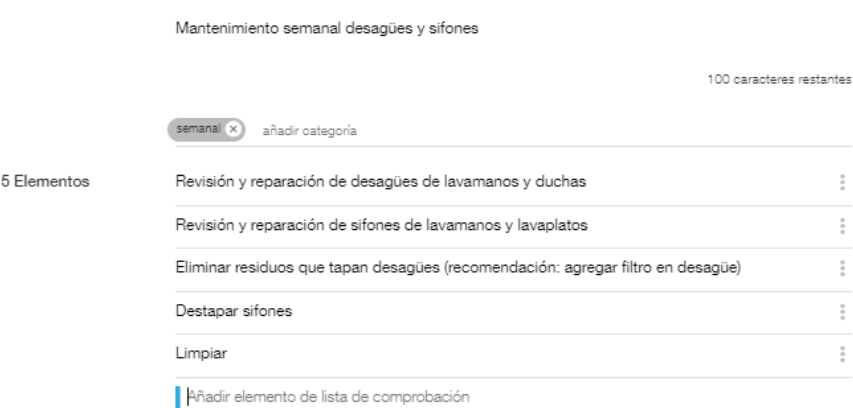 Mantenimiento semanal desagües y sifones
100 caracteres restantes
semanal añadir categoría
5 Elementos Revisión y reparación de desagües de lavamanos y duchas
Revisión y reparación de sifones de lavamanos y lavaplatos
Eliminar residuos que tapan desagües (recomendación: agregar filtro en desagüe)
Destapar sifones
Limpiar
Añadir elemento de lista de comprobación